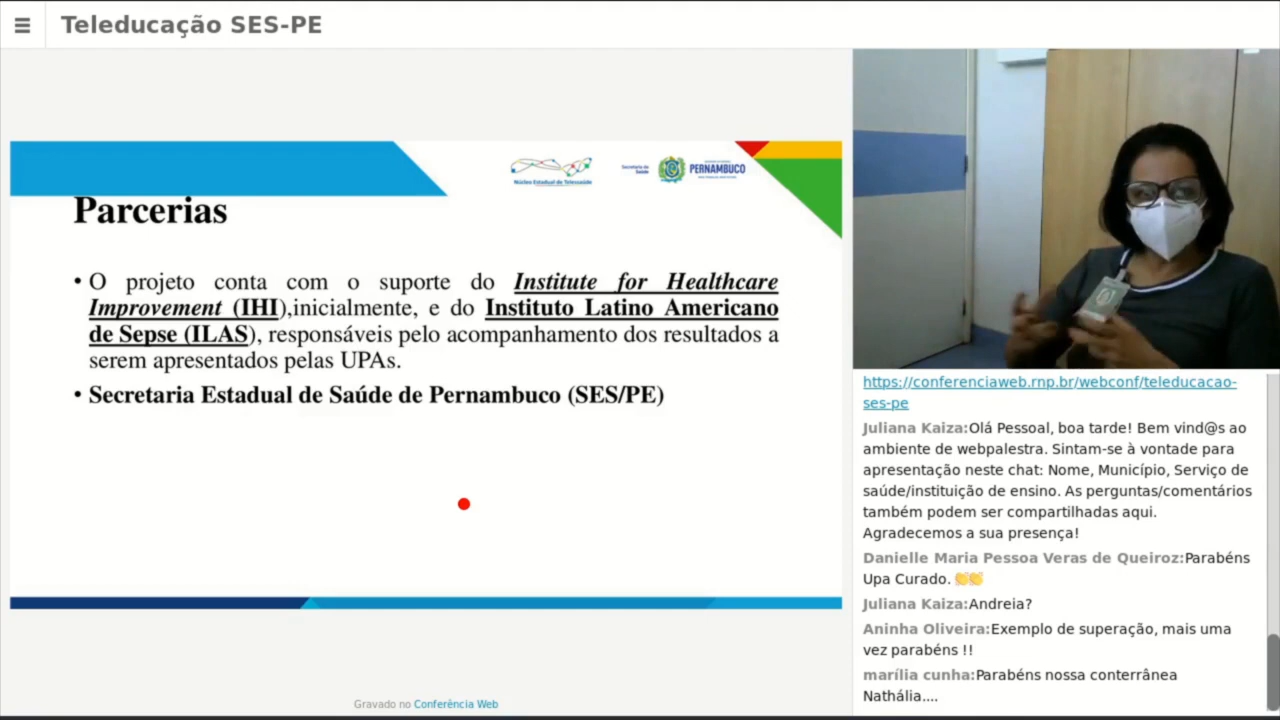 ☰ Teleducação SES-PE
Núcleo Estadual de Telessaúde
Secretaria da
Saúde
PERNAMBUCO
Parcerias
• O projeto conta com o suporte do Institute for Healthcare
Improvement (IHI),inicialmente, e do Instituto Latino Americano
de Sepse (ILAS), responsáveis pelo acompanhamento dos resultados a
serem apresentados pelas UPAs.
• Secretaria Estadual de Saúde de Pernambuco (SES/PE)
Gravado no Conferência Web
https://conferenciaweb.rnp.br/webconf/teleducacao-
ses-pe
Juliana Kaiza:Olá Pessoal, boa tarde! Bem vind@s ao
ambiente de webpalestra. Sintam-se à vontade para
apresentação neste chat: Nome, Município, Serviço de
saúde/instituição de ensino. As perguntas/comentários
também podem ser compartilhadas aqui.
Agradecemos a sua presença!
Danielle Maria Pessoa Veras de Queiroz:Parabéns
Upa Curado. 👏👏
Juliana Kaiza:Andreia?
Aninha Oliveira:Exemplo de superação, mais uma
vez parabéns !!
marília cunha:Parabéns nossa conterrânea
Nathália....